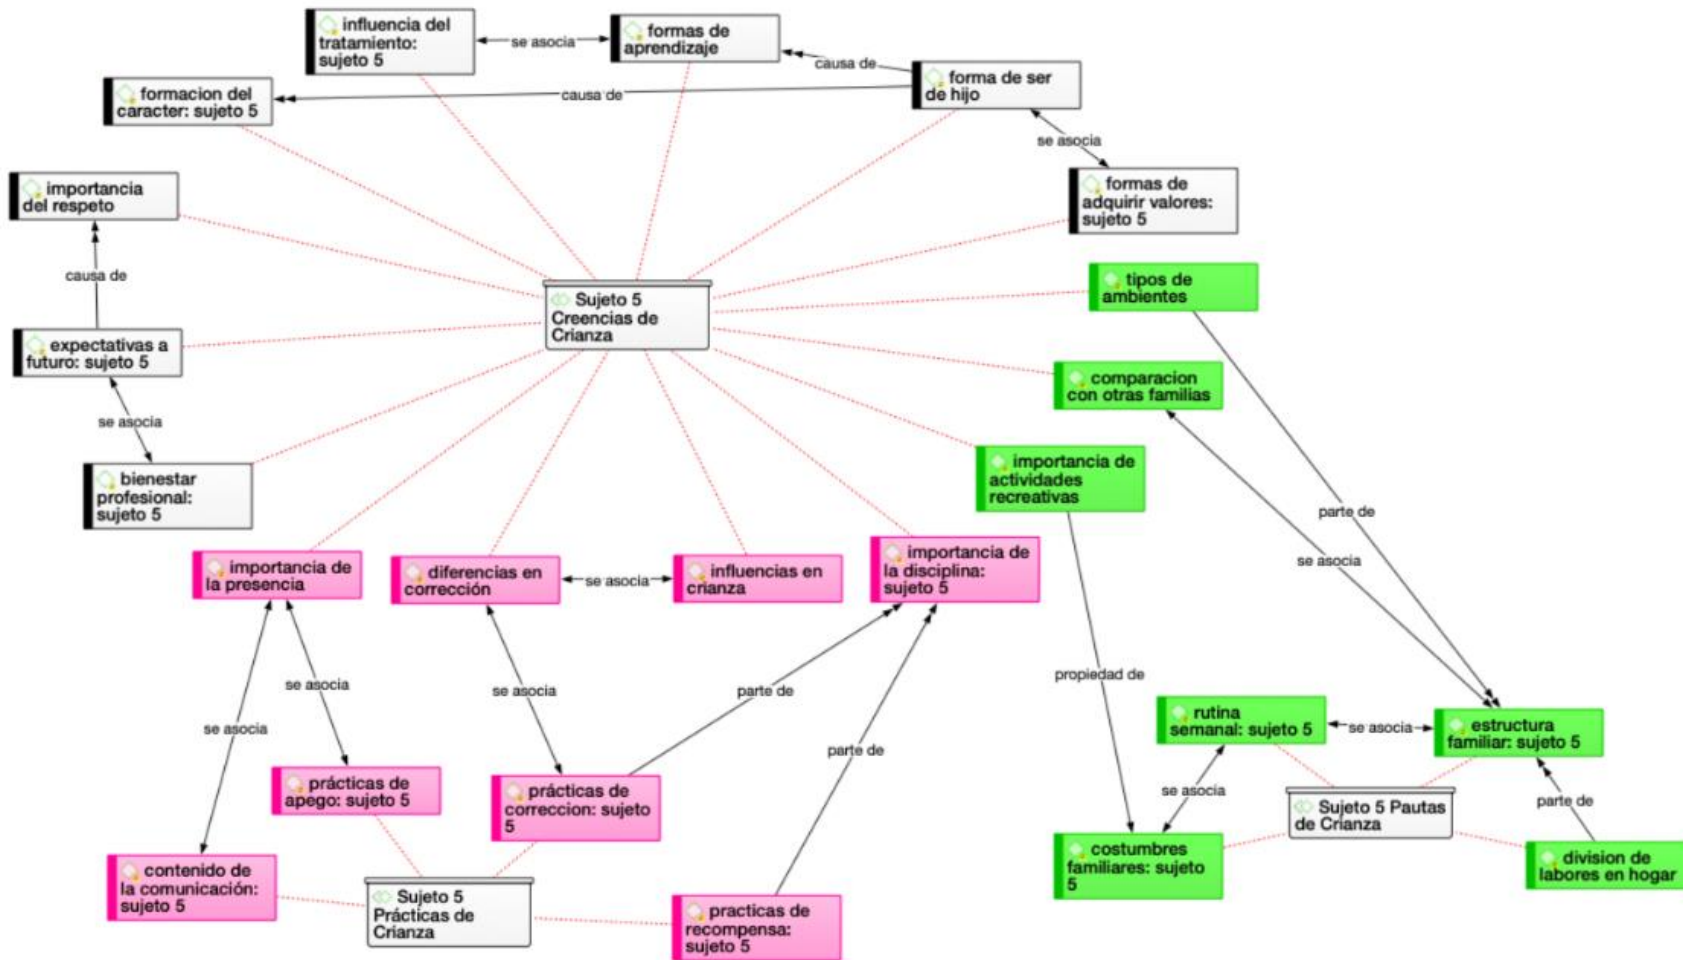 influencia del
tratamiento:
sujeto 5
se asocia
formas de
aprendizaje
causa de
forma de ser
de hijo
formacion del
caracter: sujeto 5
causa de
se asocia
importancia
del respeto
formas de
adquirir valores:
sujeto 5
causa de
Sujeto 5
Creencias de
Crianza
tipos de
ambientes
expectativas a
futuro: sujeto 5
comparacion
con otras familias
se asocia
bienestar
profesional:
sujeto 5
importancia de
actividades
recreativas
parte de
se asocia
importancia de
la presencia
diferencias en
corrección
se asocia
influencias en
crianza
importancia de
la disciplina:
sujeto 5
se asocia
se asocia
se asocia
parte de
parte de
propiedad de
rutina
semanal: sujeto 5
se asocia
estructura
familiar: sujeto 5
prácticas de
apego: sujeto 5
prácticas de
correccion: sujeto
5
se asocia
Sujeto 5 Pautas
de Crianza
parte de
contenido de
la comunicación:
sujeto 5
Sujeto 5
Prácticas de
Crianza
practicas de
recompensa:
sujeto 5
costumbres
familiares: sujeto
5
division de
labores en hogar